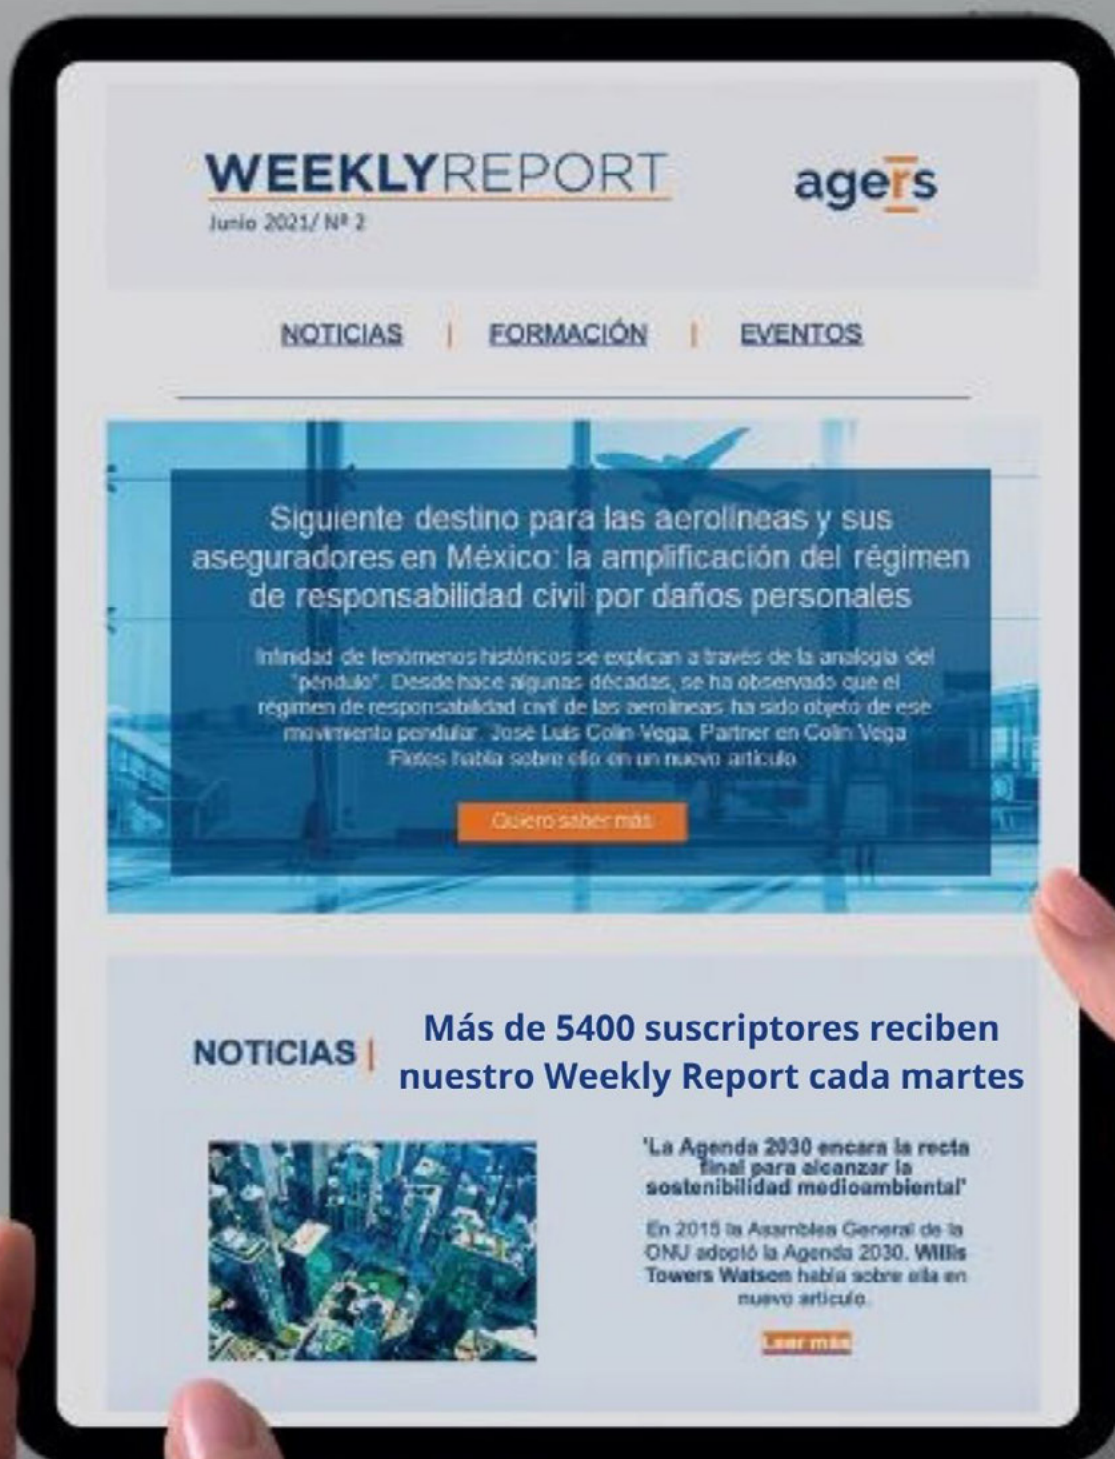 WEEKLYREPORT
agers
Junio 2021/ Nº 2
NOTICIAS | FORMACIÓN | EVENTOS
Siguiente destino para las aerolíneas y sus
aseguradores en México: la amplificación del régimen
de responsabilidad civil por daños personales
Infinidad de fenómenos históricos se explican a través de la analogía del
"péndulo". Desde hace algunas décadas, se ha observado que el
régimen de responsabilidad civil de las aerolíneas ha sido objeto de ese
movimiento pendular. José Luis Colin Vega, Partner en Colin Vega
Fletes habla sobre ello en un nuevo artículo.
Quiero saber más
NOTICIAS |
Más de 5400 suscriptores reciben
nuestro Weekly Report cada martes
'La Agenda 2030 encara la recta
final para alcanzar la
sostenibilidad medioambiental'
En 2015 la Asamblea General de la
ONU adoptó la Agenda 2030. Willis
Towers Watson habla sobre ella en
nuevo artículo.
Leer más